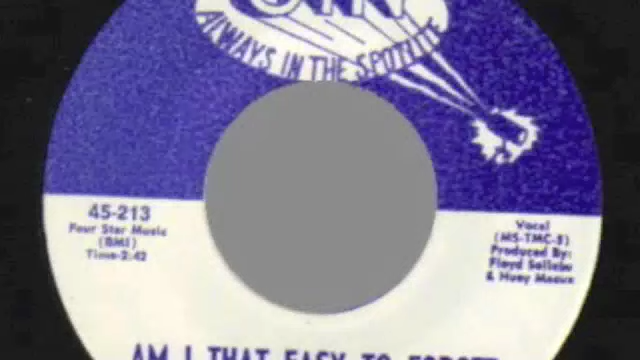 ALWAYS IN THE SPOTLITE
45-213
Four Star Music
(BMI)
Time-2:42
Vocal
(MS-TMC-5)
Produced By:
Floyd Soileau
& Huey Meaux
AM I THAT EASY TO FORGET